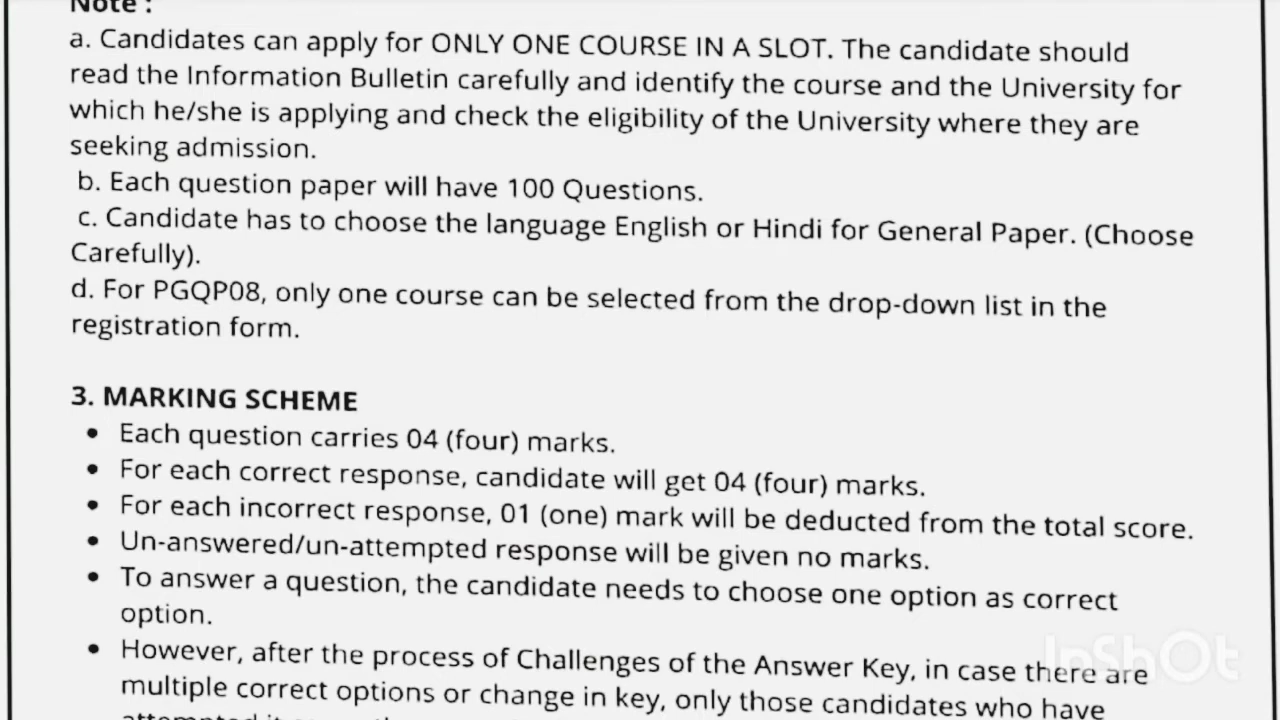 Note :
a. Candidates can apply for ONLY ONE COURSE IN A SLOT. The candidate should
read the Information Bulletin carefully and identify the course and the University for
which he/she is applying and check the eligibility of the University where they are
seeking admission.
b. Each question paper will have 100 Questions.
c. Candidate has to choose the language English or Hindi for General Paper. (Choose
Carefully).
d. For PGQP08, only one course can be selected from the drop-down list in the
registration form.
3. MARKING SCHEME
• Each question carries 04 (four) marks.
• For each correct response, candidate will get 04 (four) marks.
• For each incorrect response, 01 (one) mark will be deducted from the total score.
• Un-answered/un-attempted response will be given no marks.
• To answer a question, the candidate needs to choose one option as correct
option.
• However, after the process of Challenges of the Answer Key, in case there are
multiple correct options or change in key, only those candidates who have
InShOt